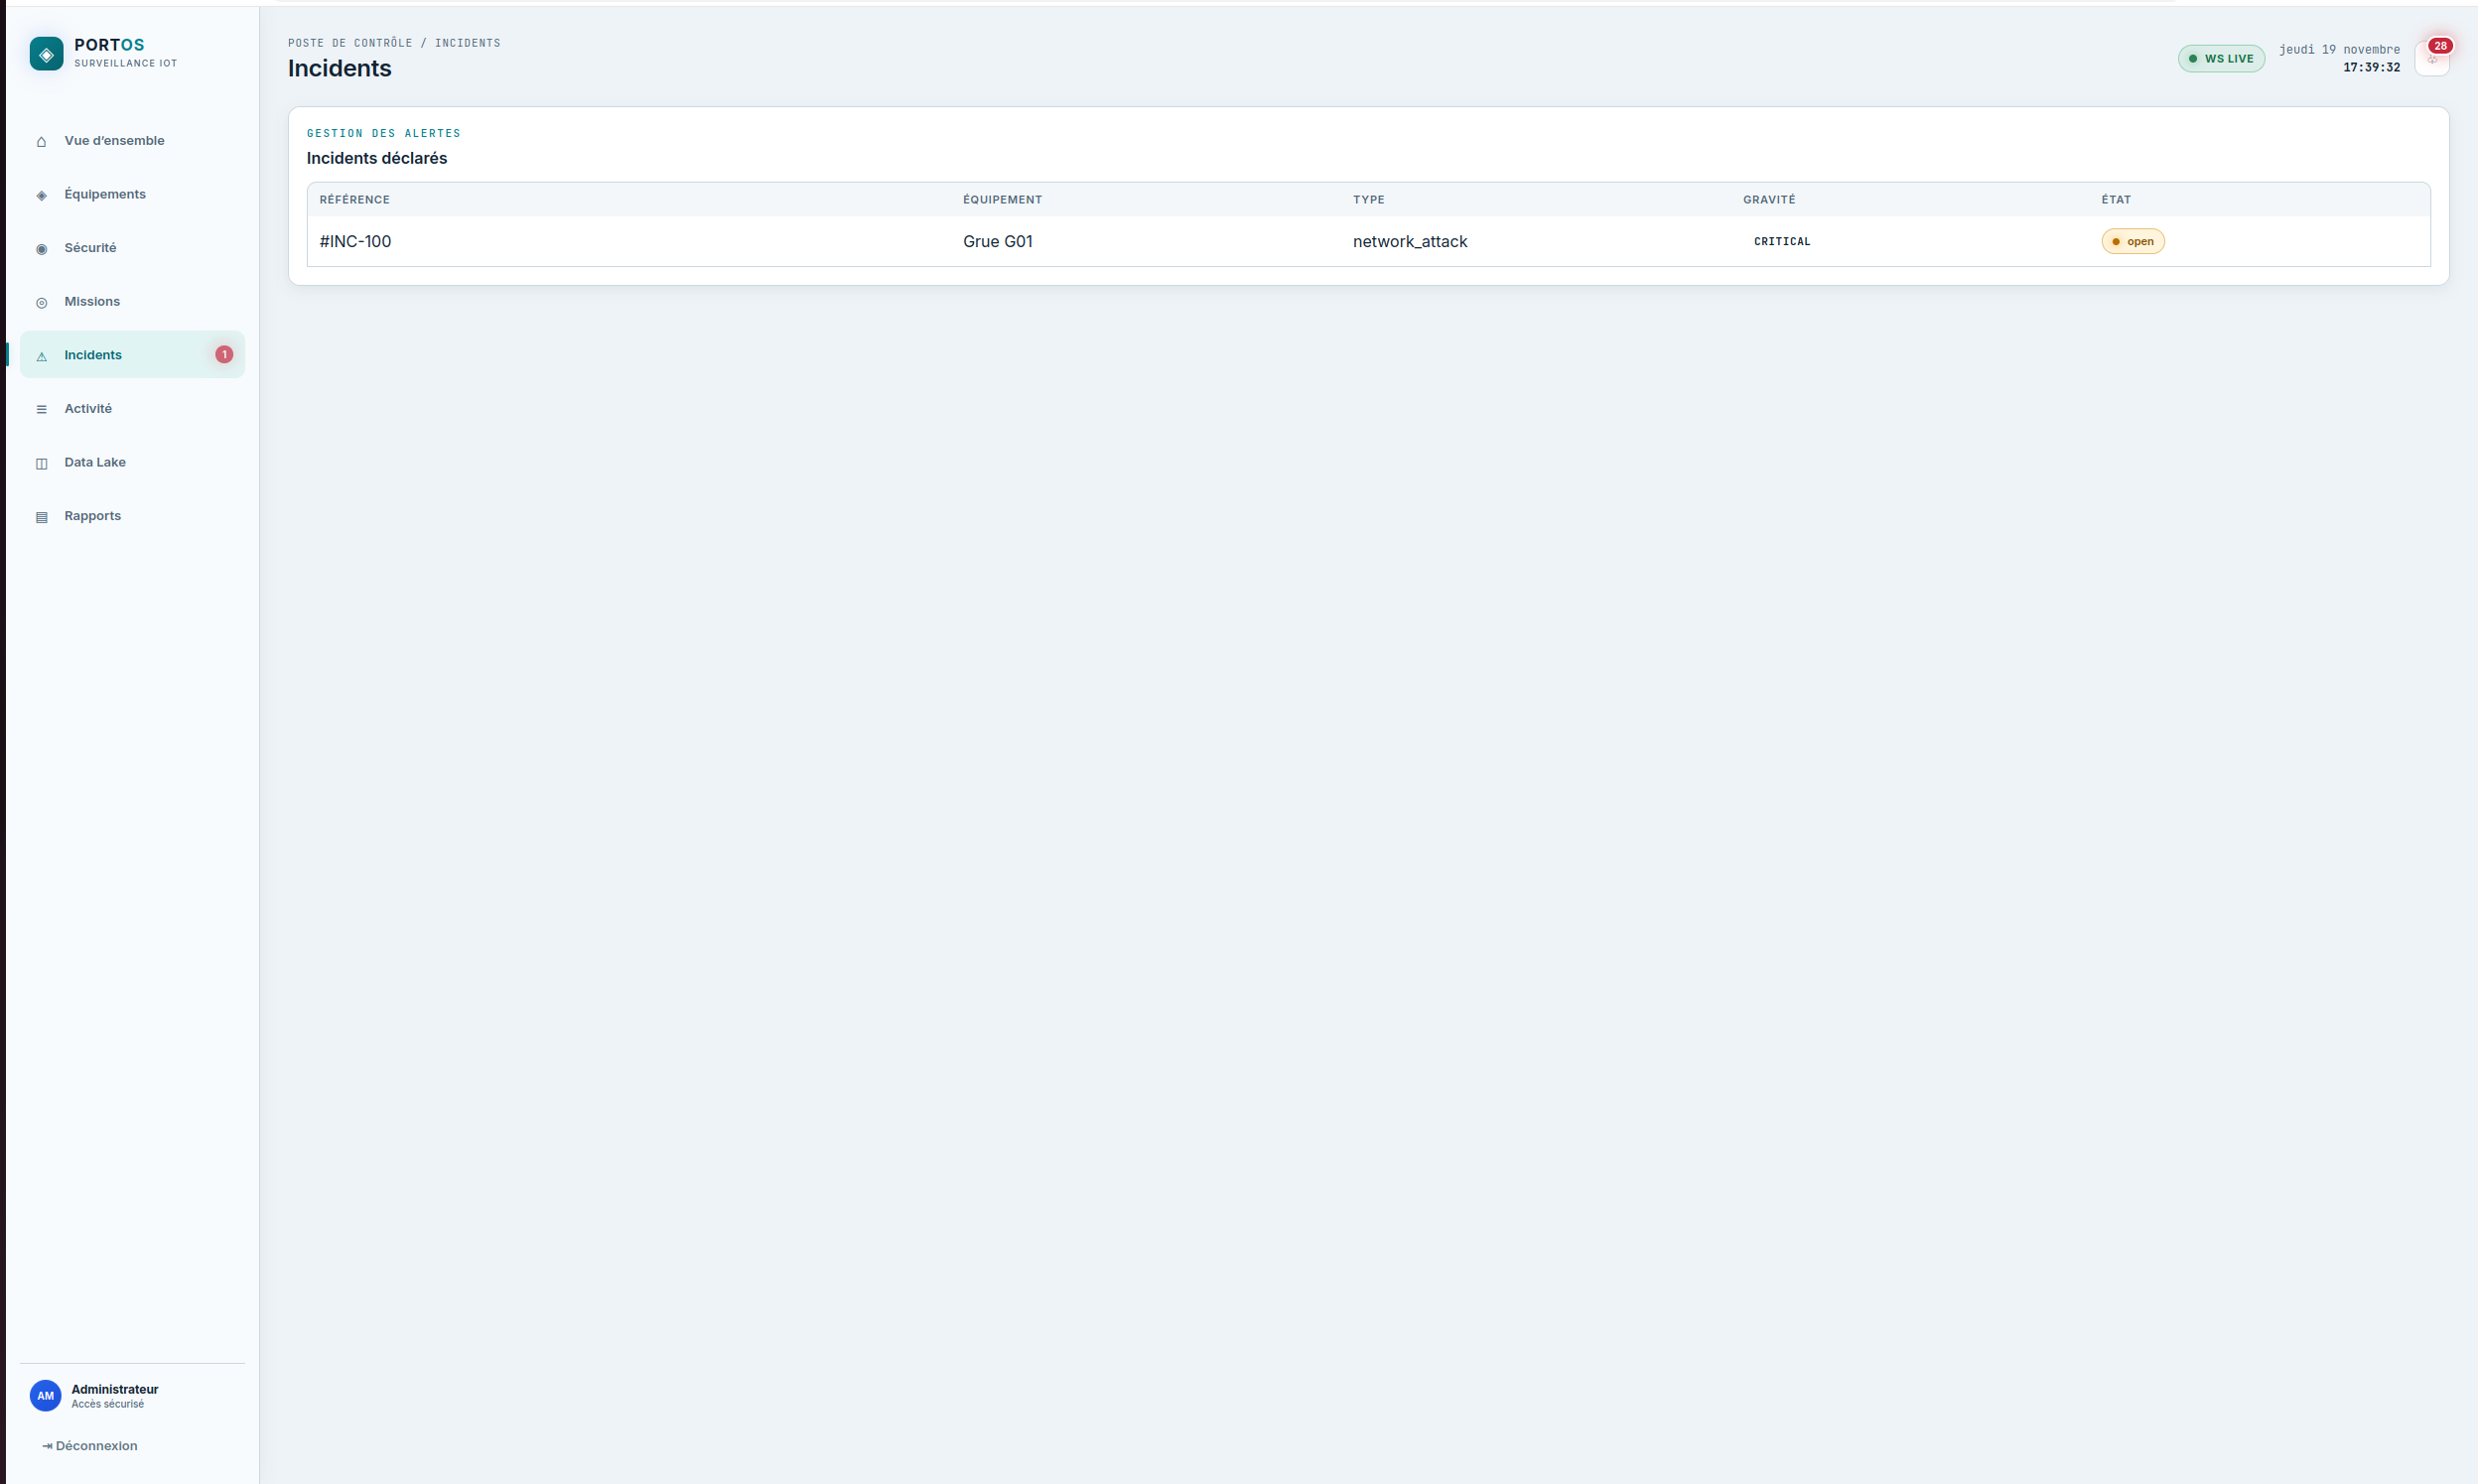 PORTOS
SURVEILLANCE IOT
Vue d'ensemble
Équipements
Sécurité
Missions
Incidents 1
Activité
Data Lake
Rapports
Administrateur
AM
Accès sécurisé
Déconnexion
POSTE DE CONTRÔLE / INCIDENTS
Incidents
WS LIVE
jeudi 19 novembre
17:39:32
28
GESTION DES ALERTES
Incidents déclarés
RÉFÉRENCE ÉQUIPEMENT TYPE GRAVITÉ ÉTAT
#INC-100 Grue G01 network_attack CRITICAL open